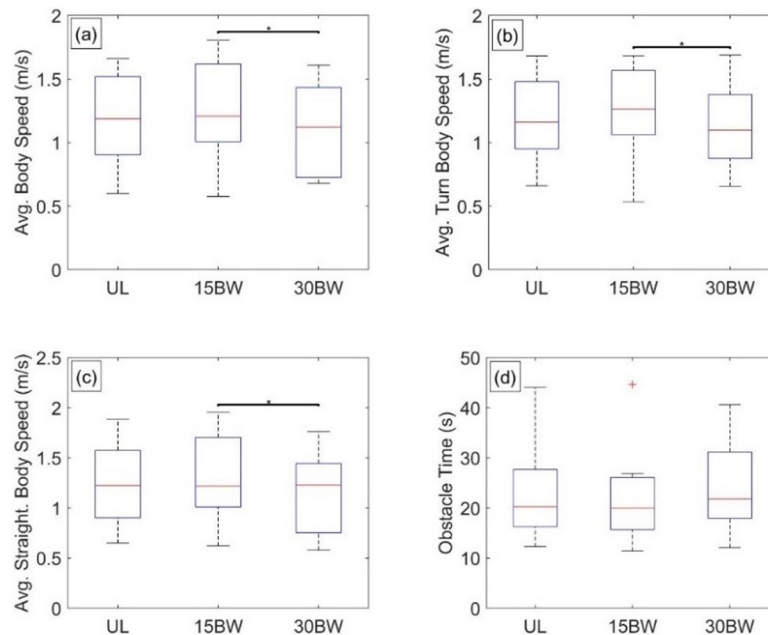 (a)
Avg. Body Speed (m/s)
2
1.5
1
0.5
0
*
UL 15BW 30BW
(b)
Avg. Turn Body Speed (m/s)
2
1.5
1
0.5
0
*
UL 15BW 30BW
(c)
Avg. Straight. Body Speed (m/s)
2.5
2
1.5
1
0.5
0
*
UL 15BW 30BW
(d)
Obstacle Time (s)
50
40
30
20
10
0
UL 15BW 30BW